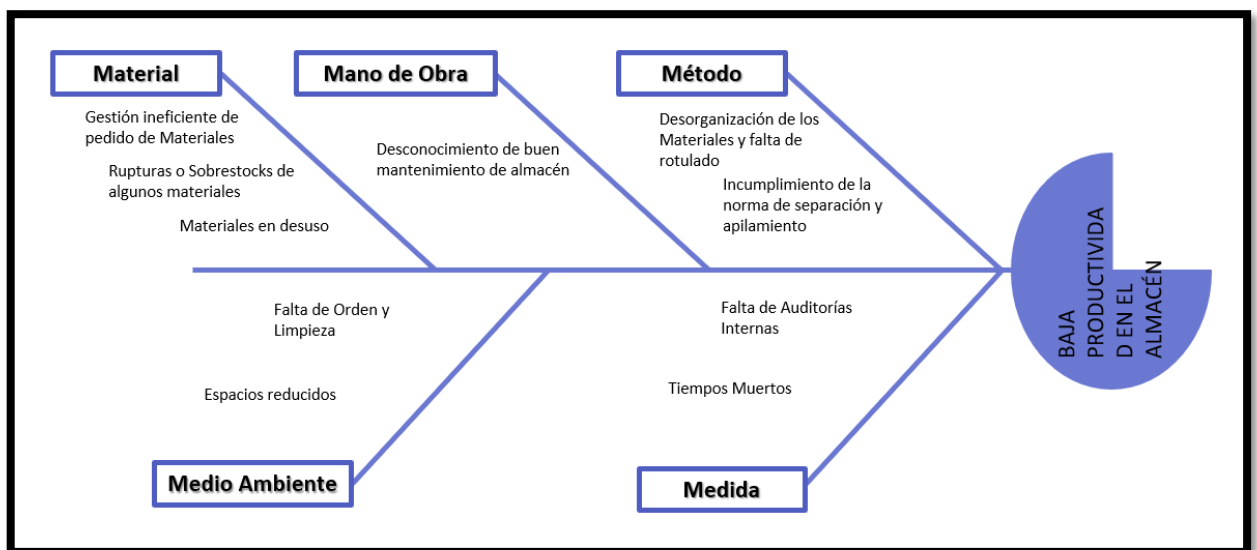 Material
Mano de Obra
Método
Gestión ineficiente de
pedido de Materiales
Rupturas o Sobrestocks de
algunos materiales
Materiales en desuso
Desconocimiento de buen
mantenimiento de almacén
Desorganización de los
Materiales y falta de
rotulado
Incumplimiento de la
norma de separación y
apilamiento
BAJA
PRODUCTIVIDA
D EN EL
ALMACÉN
Falta de Orden y
Limpieza
Espacios reducidos
Falta de Auditorías
Internas
Tiempos Muertos
Medio Ambiente
Medida